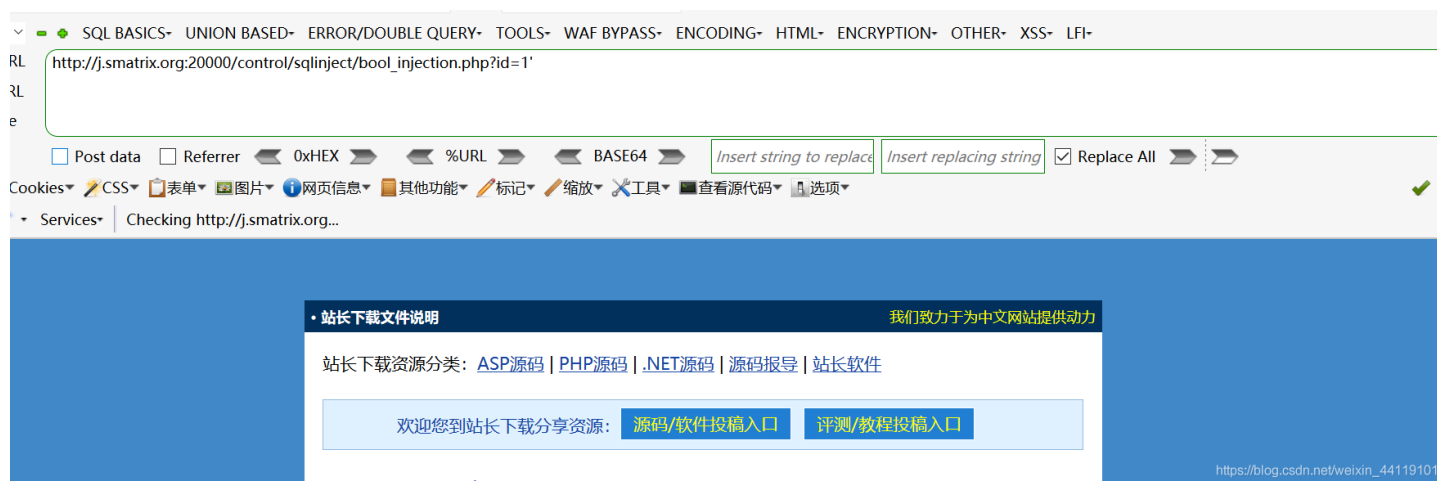 SQL BASICS▾ UNION BASED▾ ERROR/DOUBLE QUERY▾ TOOLS▾ WAF BYPASS▾ ENCODING▾ HTML▾ ENCRYPTION▾ OTHER▾ XSS▾ LFI▾
RL http://j.smatrix.org:20000/control/sqlinject/bool_injection.php?id=1'
RL
e
Post data Referrer 0xHEX %URL BASE64 Insert string to replace Insert replacing string Replace All
Cookies▾ CSS▾ 表单▾ 图片▾ 网页信息▾ 其他功能▾ 标记▾ 缩放▾ 工具▾ 查看源代码▾ 选项▾
Services▾ Checking http://j.smatrix.org...
• 站长下载文件说明 我们致力于为中文网站提供动力
站长下载资源分类：ASP源码 | PHP源码 | .NET源码 | 源码报导 | 站长软件
欢迎您到站长下载分享资源： 源码/软件投稿入口 评测/教程投稿入口
https://blog.csdn.net/weixin_44119101